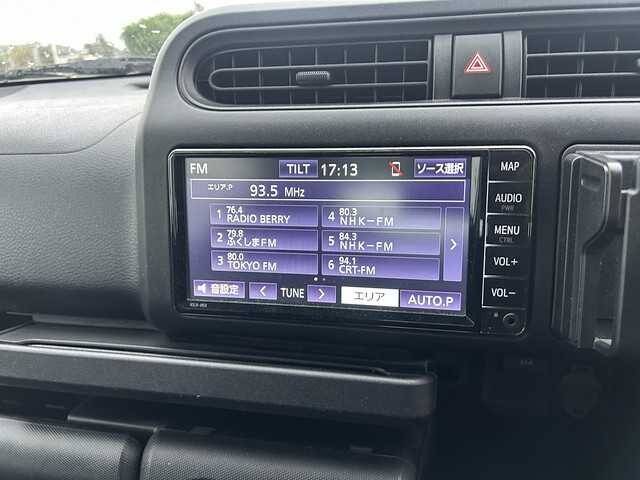 FM TILT 17:13 ソース選択
エリア.P 93.5 MHz
1 76.4 RADIO BERRY
4 80.3 NHK-FM
2 79.8 ふくしまFM
5 84.3 NHK-FM
3 80.0 TOKYO FM
6 94.1 CRT-FM
音設定 < TUNE > エリア AUTO.P
MAP
AUDIO
PWR
MENU
CTRL
VOL+
VOL-